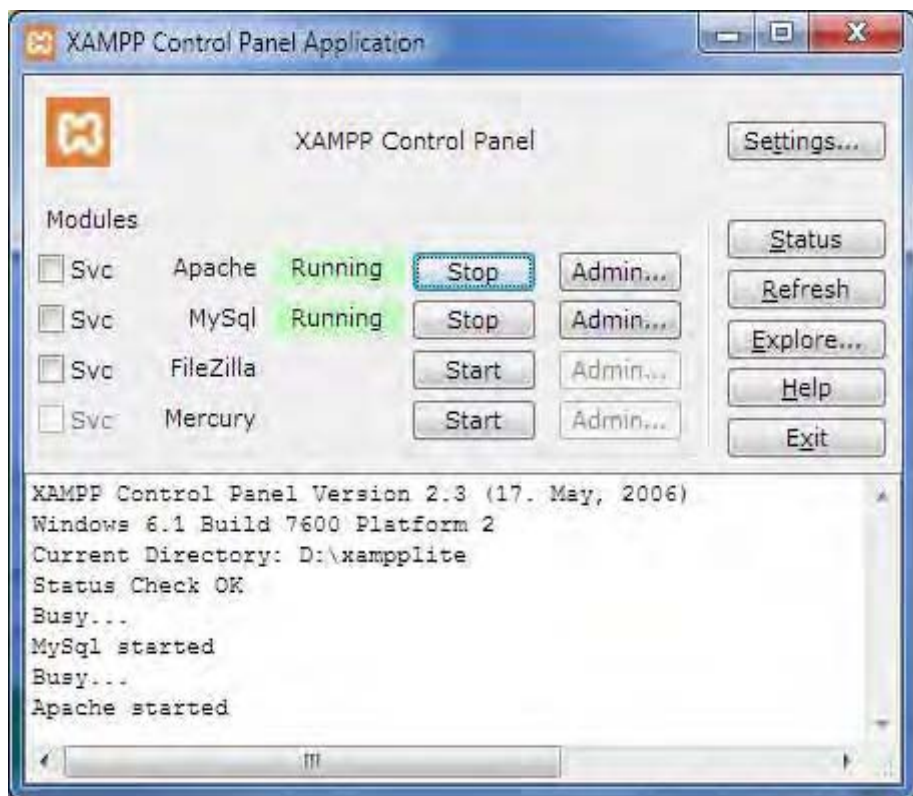 XAMPP Control Panel Application
XAMPP Control Panel
Settings...
Modules
Svc Apache Running Stop Admin...
Svc MySql Running Stop Admin...
Svc FileZilla Start Admin...
Svc Mercury Start Admin...
Status
Refresh
Explore...
Help
Exit
XAMPP Control Panel Version 2.3 (17. May, 2006)
Windows 6.1 Build 7600 Platform 2
Current Directory: D:\xampplite
Status Check OK
Busy...
MySql started
Busy...
Apache started